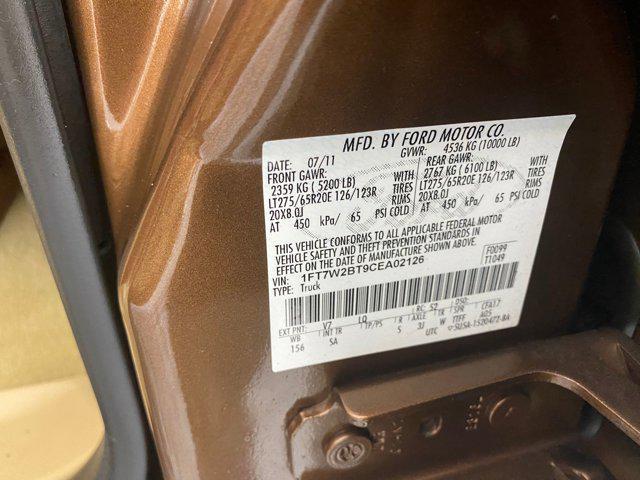 MFD. BY FORD MOTOR CO.
DATE: 07/11 GVWR: 4536 KG (10000 LB)
FRONT GAWR: REAR GAWR:
2359 KG ( 5200 LB) WITH 2767 KG ( 6100 LB) WITH
LT275/65R20E 126/123R TIRES LT275/65R20E 126/123R TIRES
20X8.0J RIMS 20X8.0J RIMS
AT 450 kPa/ 65 PSI COLD AT 450 kPa/ 65 PSI COLD
THIS VEHICLE CONFORMS TO ALL APPLICABLE FEDERAL MOTOR
VEHICLE SAFETY AND THEFT PREVENTION STANDARDS IN
EFFECT ON THE DATE OF MANUFACTURE SHOWN ABOVE.
VIN: 1FT7W2BT9CEA02126 F0099
TYPE: Truck T1049
EXT PNT: V7 LQ RC: 52 DSO:
WB INT TR TP/PS R AXLE TR SPR CFA17
156 SA S 3J W TTFF A05
UTC